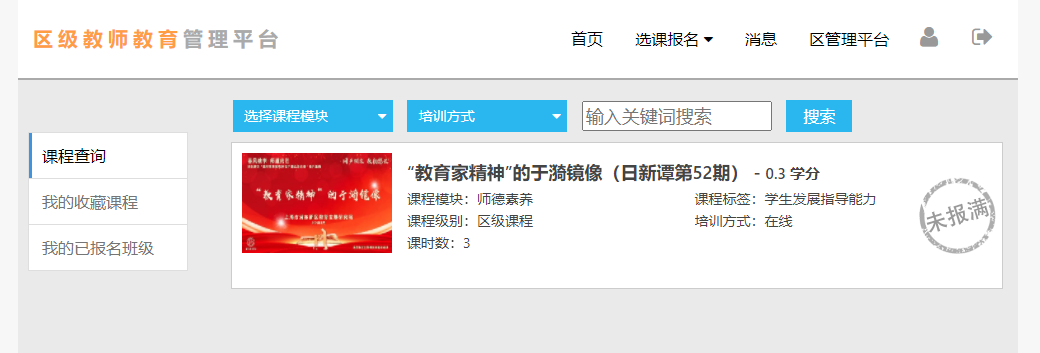 区级教师教育管理平台
首页 选课报名 消息 区管理平台
选择课程模块 培训方式 输入关键词搜索 搜索
课程查询
我的收藏课程
我的已报名班级
“教育家精神”的于漪镜像
“教育家精神”的于漪镜像（日新谭第52期） - 0.3 学分
课程模块：师德素养 课程标签：学生发展指导能力
课程级别：区级课程 培训方式：在线
课时数：3
未报满